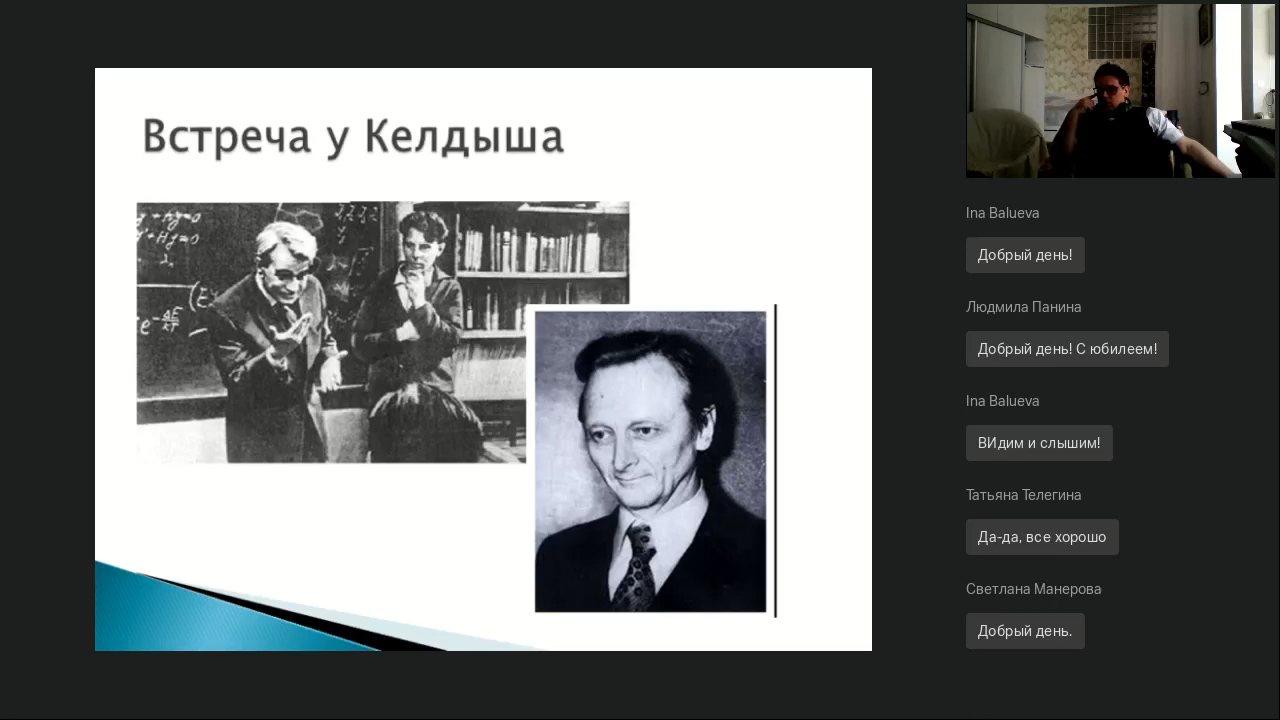 Встреча у Келдыша
Ina Balueva
Добрый день!
Людмила Панина
Добрый день! С юбилеем!
Ina Balueva
ВИдим и слышим!
Татьяна Телегина
Да-да, все хорошо
Светлана Манерова
Добрый день.